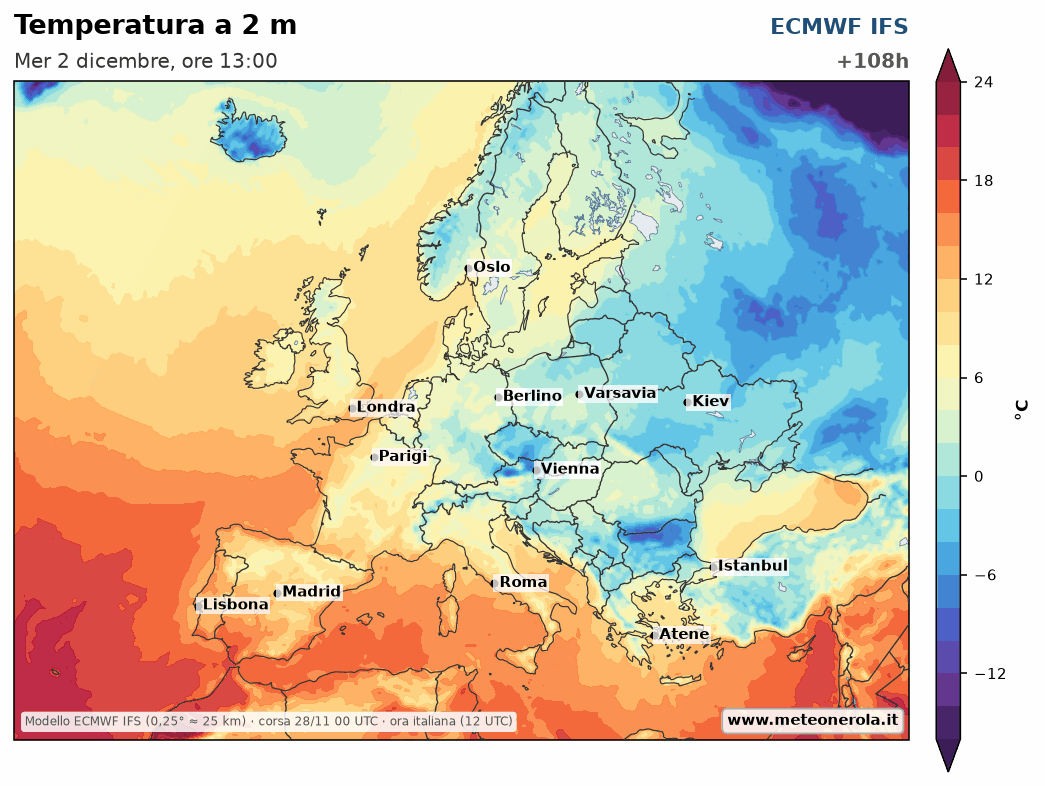 Temperatura a 2 m
ECMWF IFS
Mer 2 dicembre, ore 13:00
+108h
24
18
12
6
0
−6
−12
°C
Oslo
Londra
Berlino
Varsavia
Kiev
Parigi
Vienna
Istanbul
Roma
Madrid
Lisbona
Atene
Modello ECMWF IFS (0,25° ≈ 25 km) · corsa 28/11 00 UTC · ora italiana (12 UTC)
www.meteonerola.it